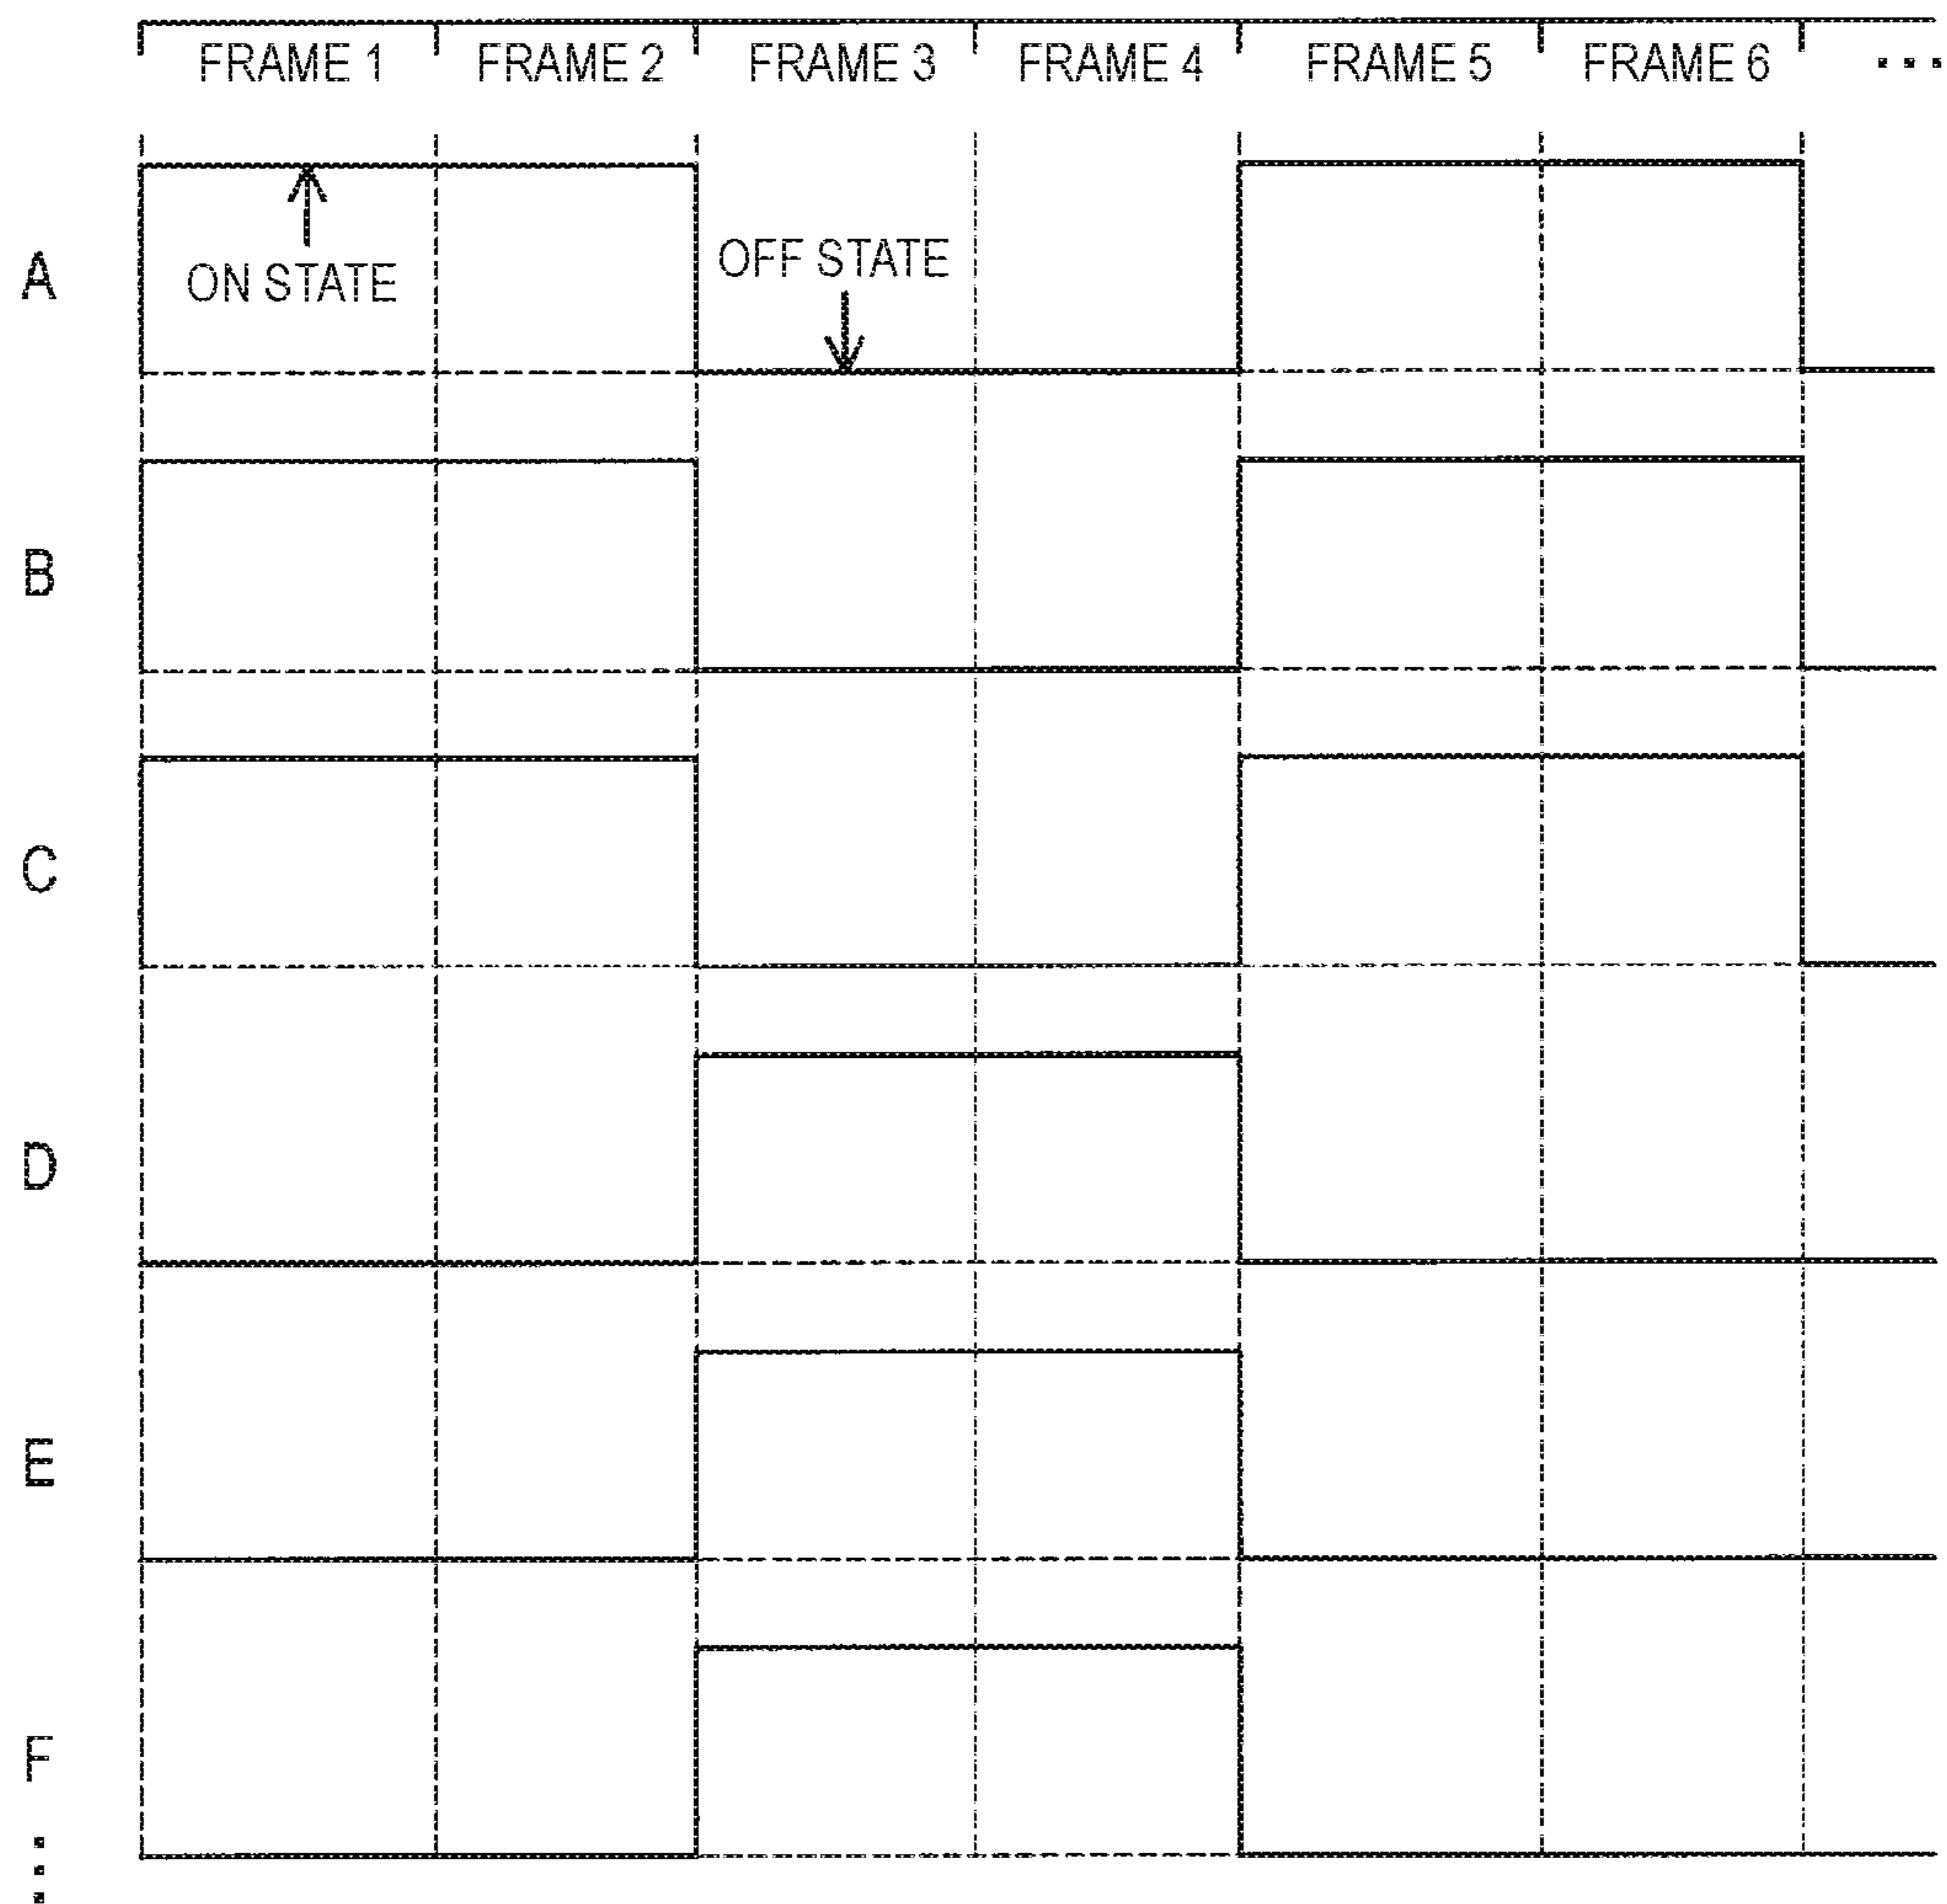 FRAME 1 FRAME 2 FRAME 3 FRAME 4 FRAME 5 FRAME 6 ...
A
ON STATE
OFF STATE
B
C
D
E
F
...